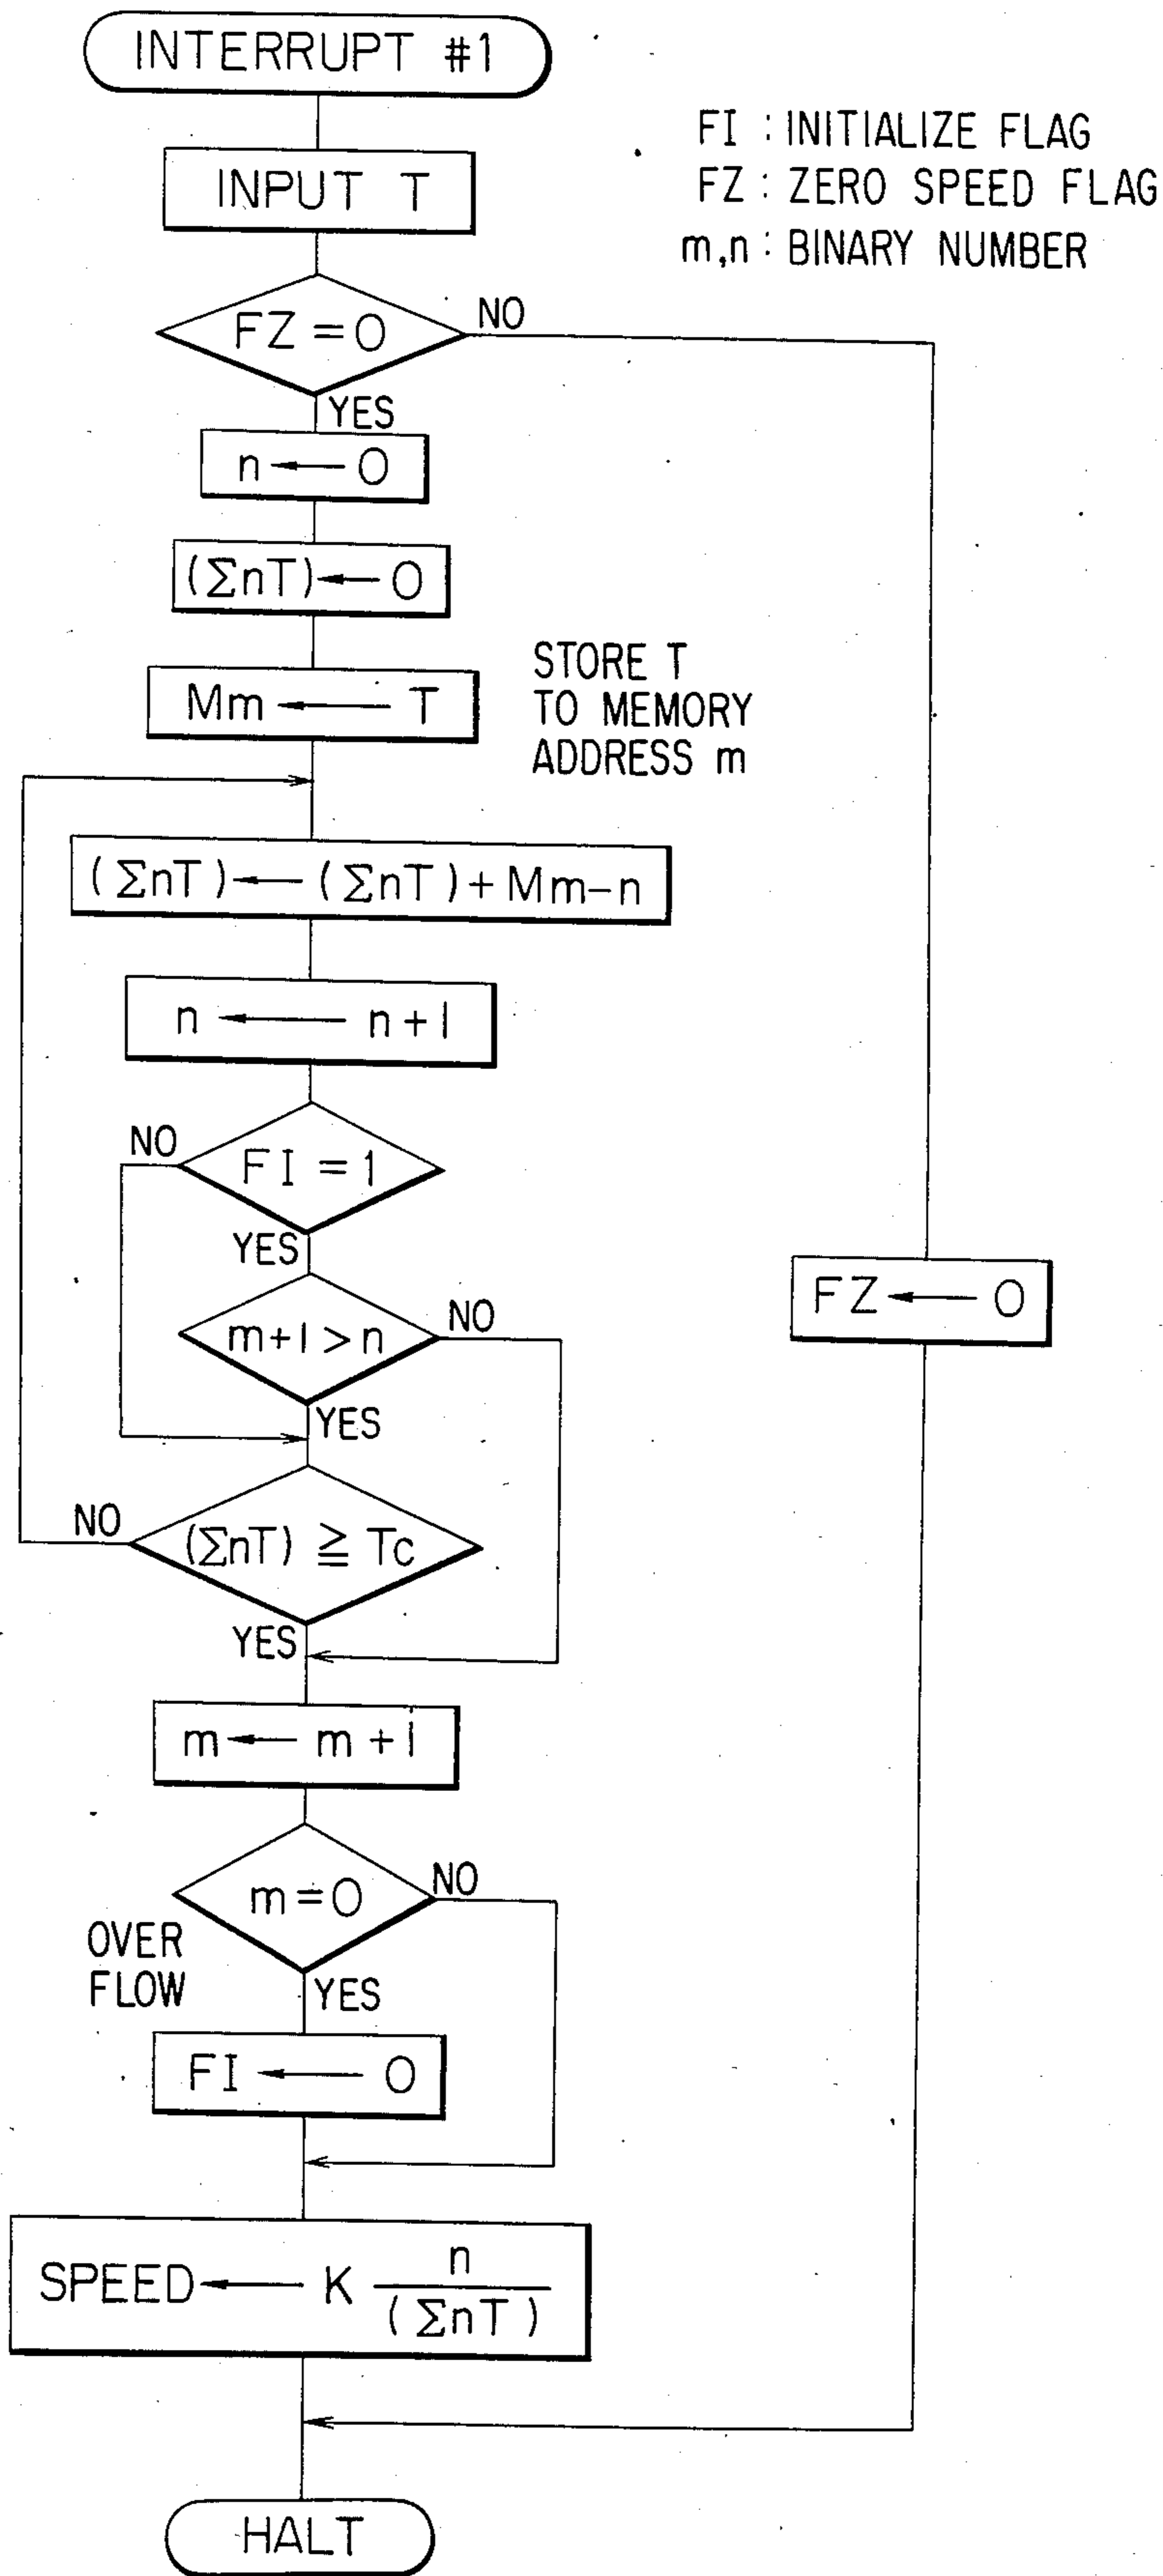 INTERRUPT #1
FI : INITIALIZE FLAG
FZ : ZERO SPEED FLAG
m,n : BINARY NUMBER
INPUT T
FZ = 0
NO
YES
n ← 0
(ΣnT) ← 0
Mm ← T
STORE T
TO MEMORY
ADDRESS m
(ΣnT) ← (ΣnT) + Mm-n
n ← n + 1
FI = 1
NO
YES
m+1 > n
NO
YES
FZ ← 0
(ΣnT) ≧ Tc
NO
YES
m ← m + i
m = 0
NO
OVER
FLOW
YES
FI ← 0
SPEED ← K n / (ΣnT)
HALT